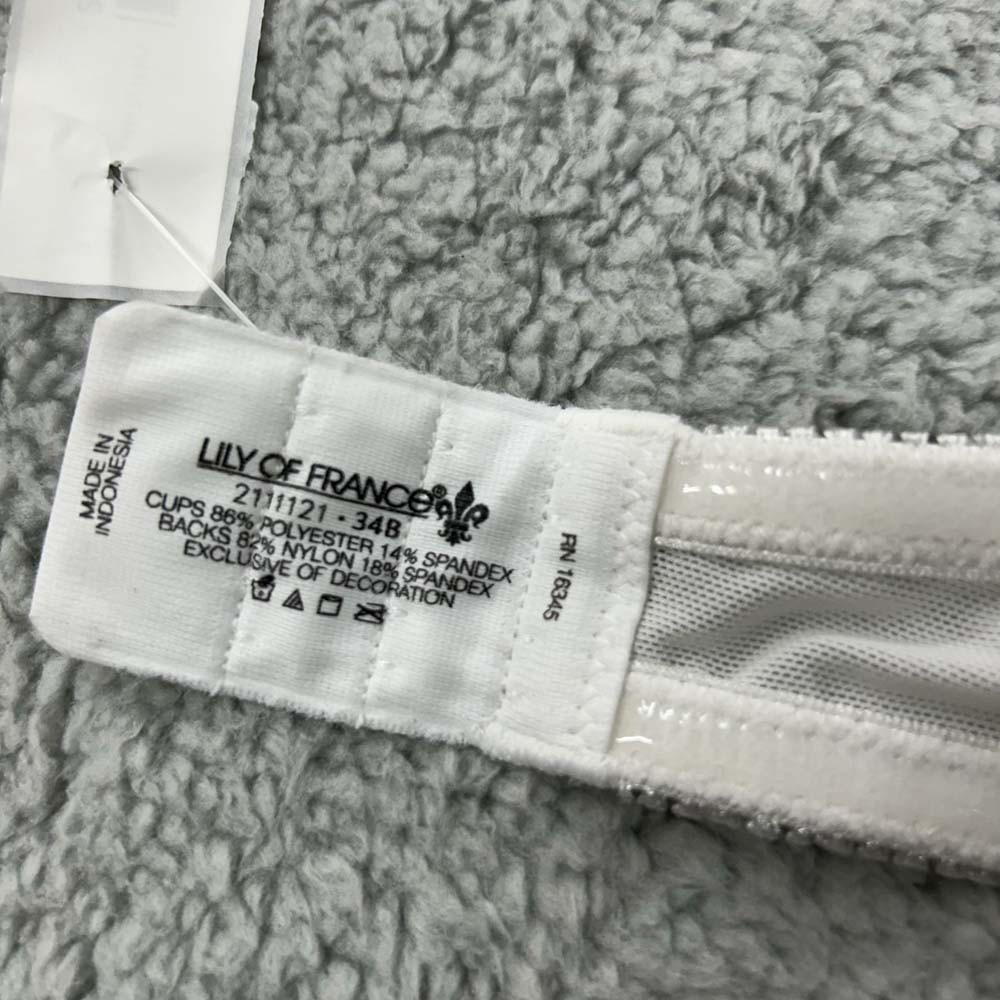 MADE IN
INDONESIA
LILY OF FRANCE®
2111121 · 34B
CUPS 86% POLYESTER 14% SPANDEX
BACKS 82% NYLON 18% SPANDEX
EXCLUSIVE OF DECORATION
RN 16345